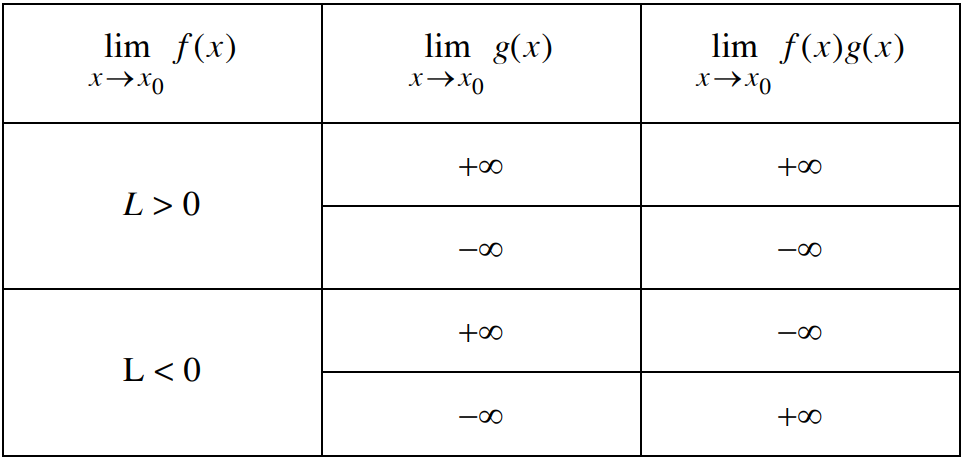 lim f(x) lim g(x) lim f(x)g(x)
x→x₀ x→x₀ x→x₀
+∞ +∞
L > 0
−∞ −∞
+∞ −∞
L < 0
−∞ +∞